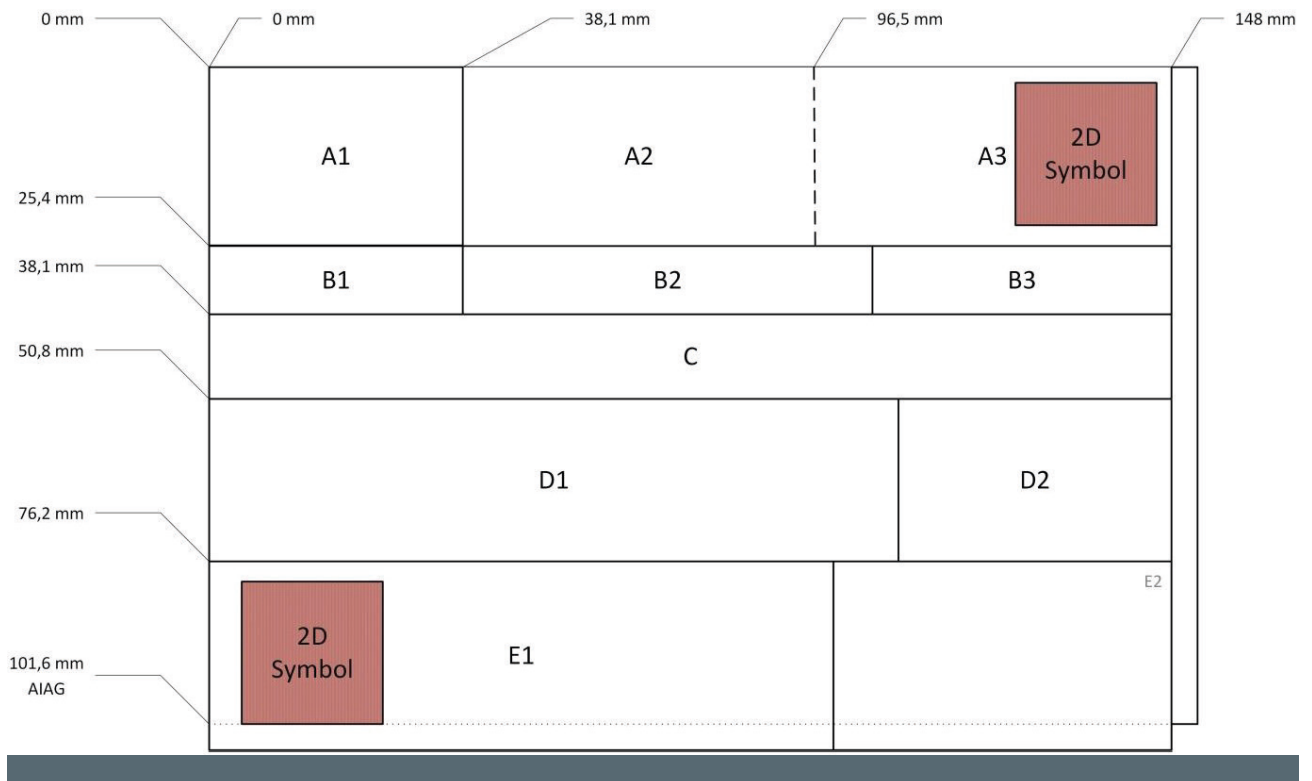 0 mm
0 mm
38,1 mm
96,5 mm
148 mm
A1
A2
A3
2D
Symbol
25,4 mm
38,1 mm
B1
B2
B3
50,8 mm
C
D1
D2
76,2 mm
E2
2D
Symbol
E1
101,6 mm
AIAG